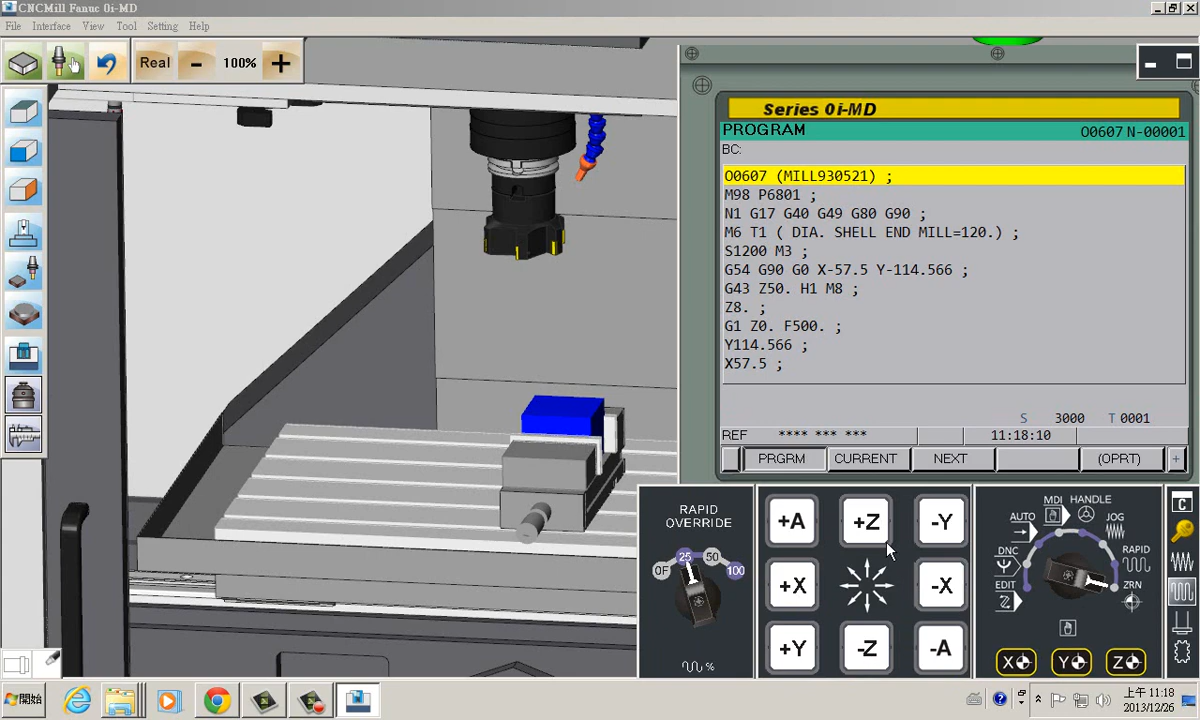 CNCMill Fanuc 0i-MD
File Interface View Tool Setting Help
Real 100%
Series 0i-MD
PROGRAM O0607 N-00001
BC:
O0607 (MILL930521) ;
M98 P6801 ;
N1 G17 G40 G49 G80 G90 ;
M6 T1 ( DIA. SHELL END MILL=120.) ;
S1200 M3 ;
G54 G90 G0 X-57.5 Y-114.566 ;
G43 Z50. H1 M8 ;
Z8. ;
G1 Z0. F500. ;
Y114.566 ;
X57.5 ;
S 3000 T 0001
REF **** *** ***
11:18:10
PRGRM CURRENT NEXT (OPRT) +
RAPID
OVERRIDE
0F 25 50 100
%
+A +Z -Y
+X -X
+Y -Z -A
MDI HANDLE
AUTO JOG
DNC RAPID
EDIT ZRN
X Y Z
C
開始
上午 11:18
2013/12/26